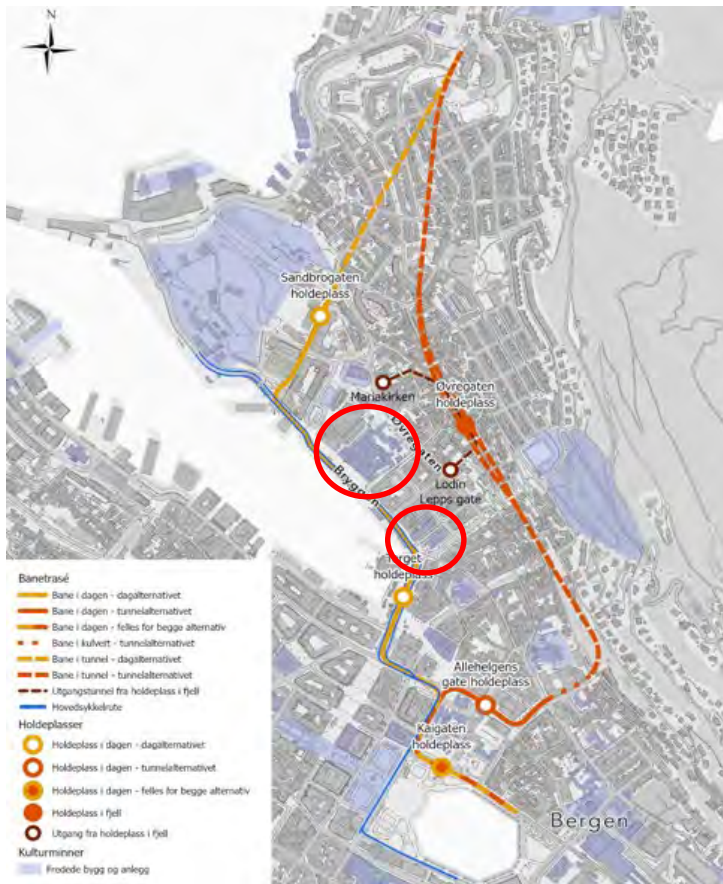 N
Sandbrogaten
holdeplass
Øvregaten
holdeplass
Mariakirken
Øvregaten
Lodin
Lepps gate
Bryggen
Torget
holdeplass
Allehelgens
gate holdeplass
Kaigaten
holdeplass
Bergen
Banetrasé
Bane i dagen - dagalternativet
Bane i dagen - tunnelalternativet
Bane i dagen - felles for begge alternativ
Bane i kulvert - tunnelalternativet
Bane i tunnel - dagalternativet
Bane i tunnel - tunnelalternativet
Utgangstunnel fra holdeplass i fjell
Hovedsykkelrute
Holdeplasser
Holdeplass i dagen - dagalternativet
Holdeplass i dagen - tunnelalternativet
Holdeplass i dagen - felles for begge alternativ
Holdeplass i fjell
Utgang fra holdeplass i fjell
Kulturminner
Fredede bygg og anlegg